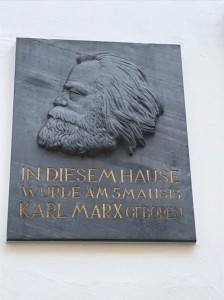 IN DIESEM HAUSE
WURDE AM 5 MAI 1818
KARL MARX GEBOREN